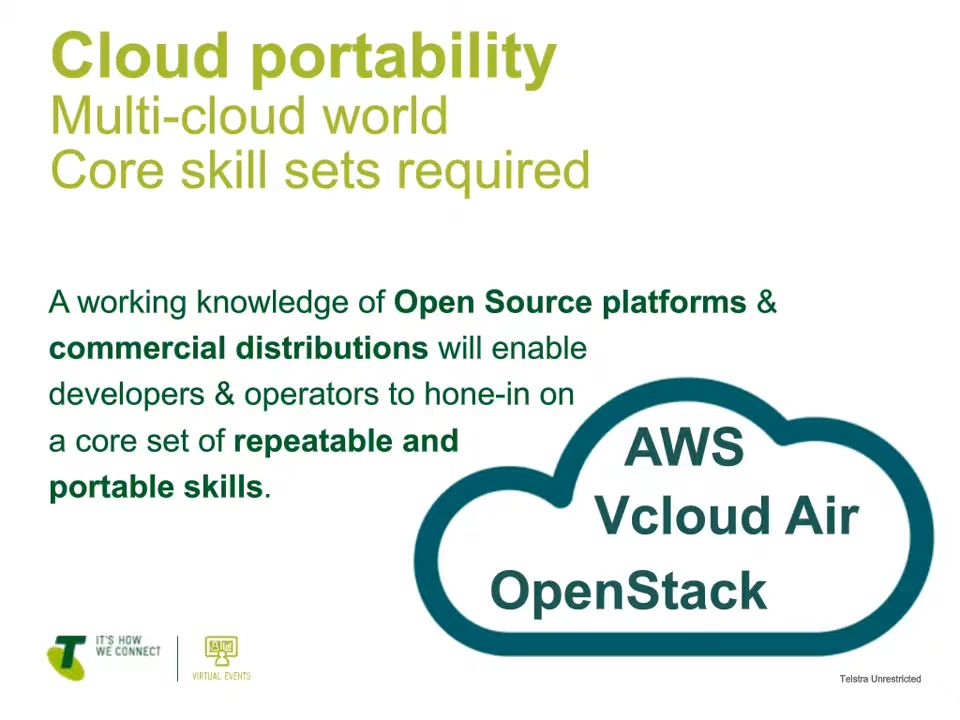 Cloud portability
Multi-cloud world
Core skill sets required
A working knowledge of Open Source platforms &
commercial distributions will enable
developers & operators to hone-in on
a core set of repeatable and
portable skills.
AWS
Vcloud Air
OpenStack
T
IT'S HOW
WE CONNECT
VIRTUAL EVENTS
Telstra Unrestricted